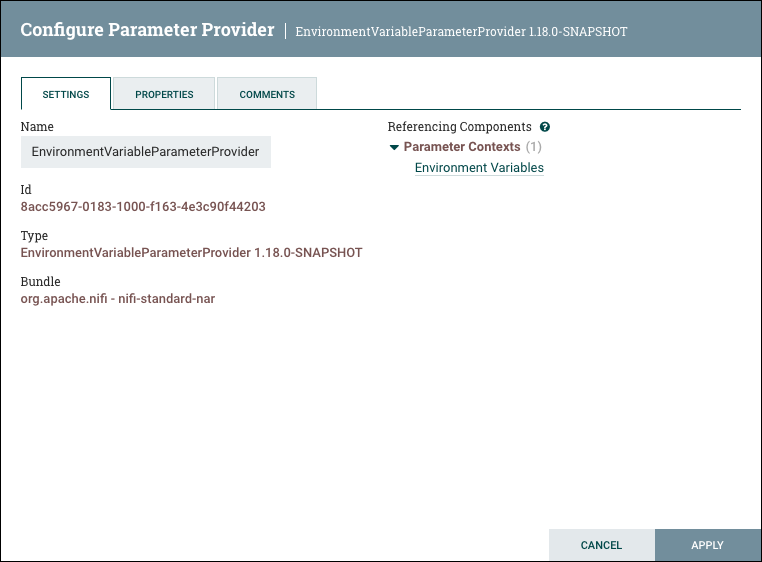 Configure Parameter Provider | EnvironmentVariableParameterProvider 1.18.0-SNAPSHOT
SETTINGS PROPERTIES COMMENTS
Name
EnvironmentVariableParameterProvider
Id
8acc5967-0183-1000-f163-4e3c90f44203
Type
EnvironmentVariableParameterProvider 1.18.0-SNAPSHOT
Bundle
org.apache.nifi - nifi-standard-nar
Referencing Components ?
Parameter Contexts (1)
Environment Variables
CANCEL APPLY